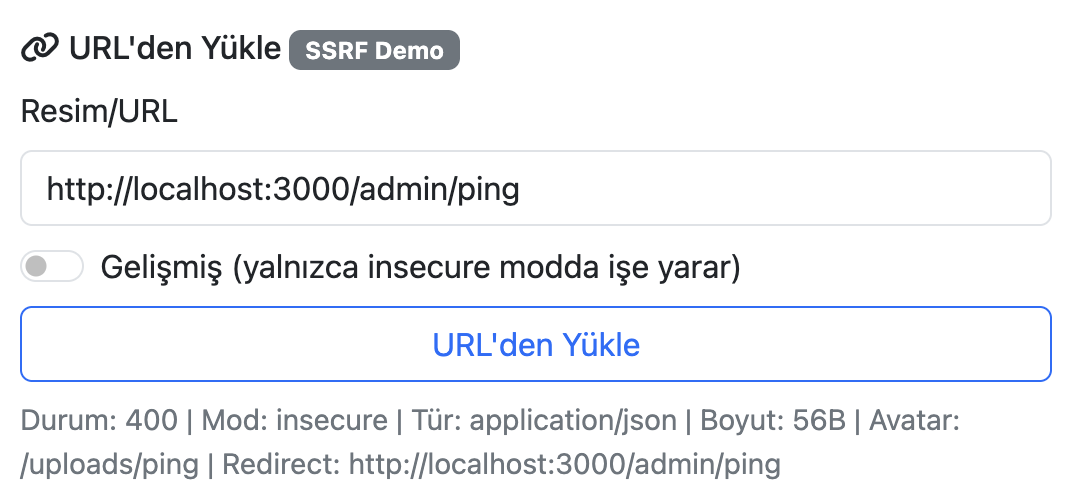 URL'den Yükle SSRF Demo
Resim/URL
http://localhost:3000/admin/ping
Gelişmiş (yalnızca insecure modda işe yarar)
URL'den Yükle
Durum: 400 | Mod: insecure | Tür: application/json | Boyut: 56B | Avatar:
/uploads/ping | Redirect: http://localhost:3000/admin/ping